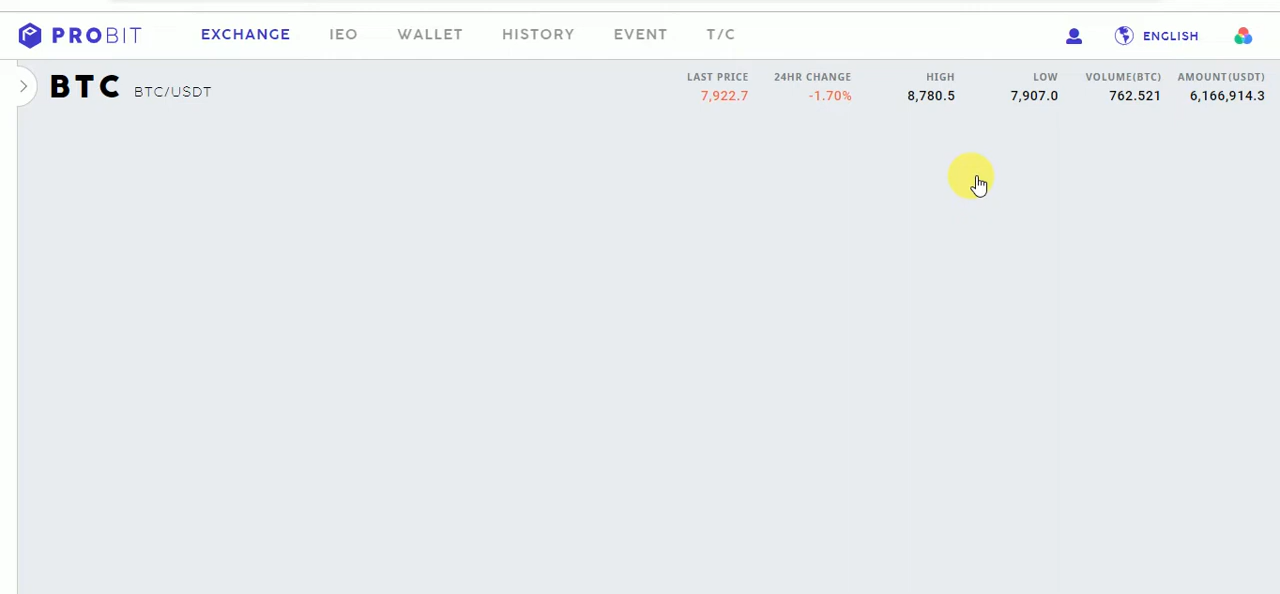 PROBIT EXCHANGE IEO WALLET HISTORY EVENT T/C ENGLISH
BTC BTC/USDT
LAST PRICE 24HR CHANGE HIGH LOW VOLUME(BTC) AMOUNT(USDT)
7,922.7 -1.70% 8,780.5 7,907.0 762.521 6,166,914.3